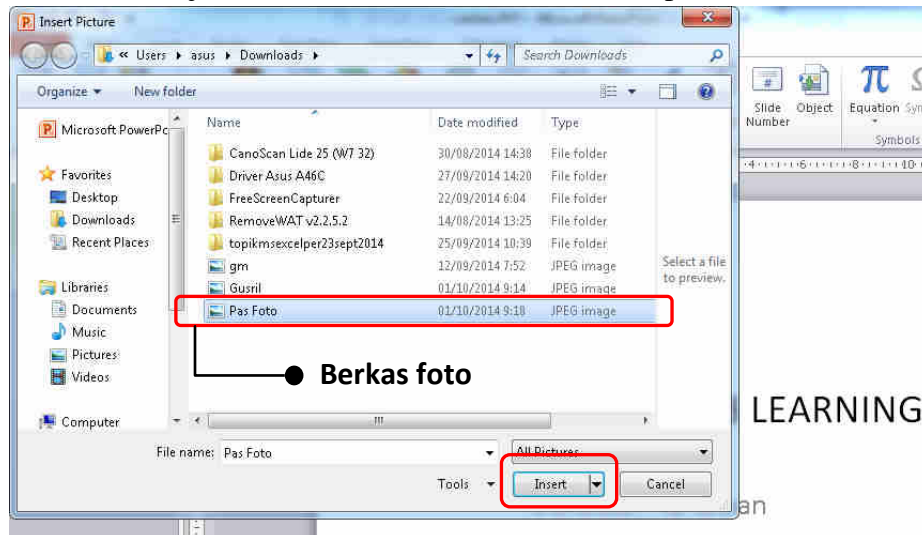 Insert Picture
« Users ▸ asus ▸ Downloads ▸
Search Downloads
Organize
New folder
Slide Number
Object
Equation
Symbols
Microsoft PowerPc
Favorites
Desktop
Downloads
Recent Places
Libraries
Documents
Music
Pictures
Videos
Computer
Name Date modified Type
CanoScan Lide 25 (W7 32) 30/08/2014 14:38 File folder
Driver Asus A46C 27/09/2014 14:20 File folder
FreeScreenCapturer 22/09/2014 6:04 File folder
RemoveWAT v2.2.5.2 14/08/2014 13:25 File folder
topikmsexcelper23sept2014 25/09/2014 10:39 File folder
gm 12/09/2014 7:52 JPEG image
Gusril 01/10/2014 9:14 JPEG image
Pas Foto 01/10/2014 9:18 JPEG image
Select a file
to preview.
Berkas foto
File name: Pas Foto
All Pictures
Tools Insert Cancel
·4·6·8·10·
LEARNING
an